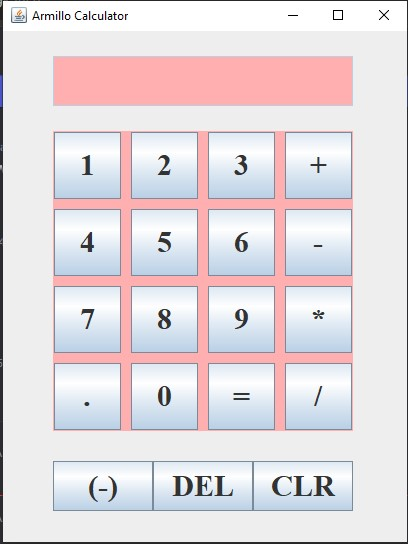 Armillo Calculator
1 2 3 +
4 5 6 -
7 8 9 *
. 0 = /
(-) DEL CLR